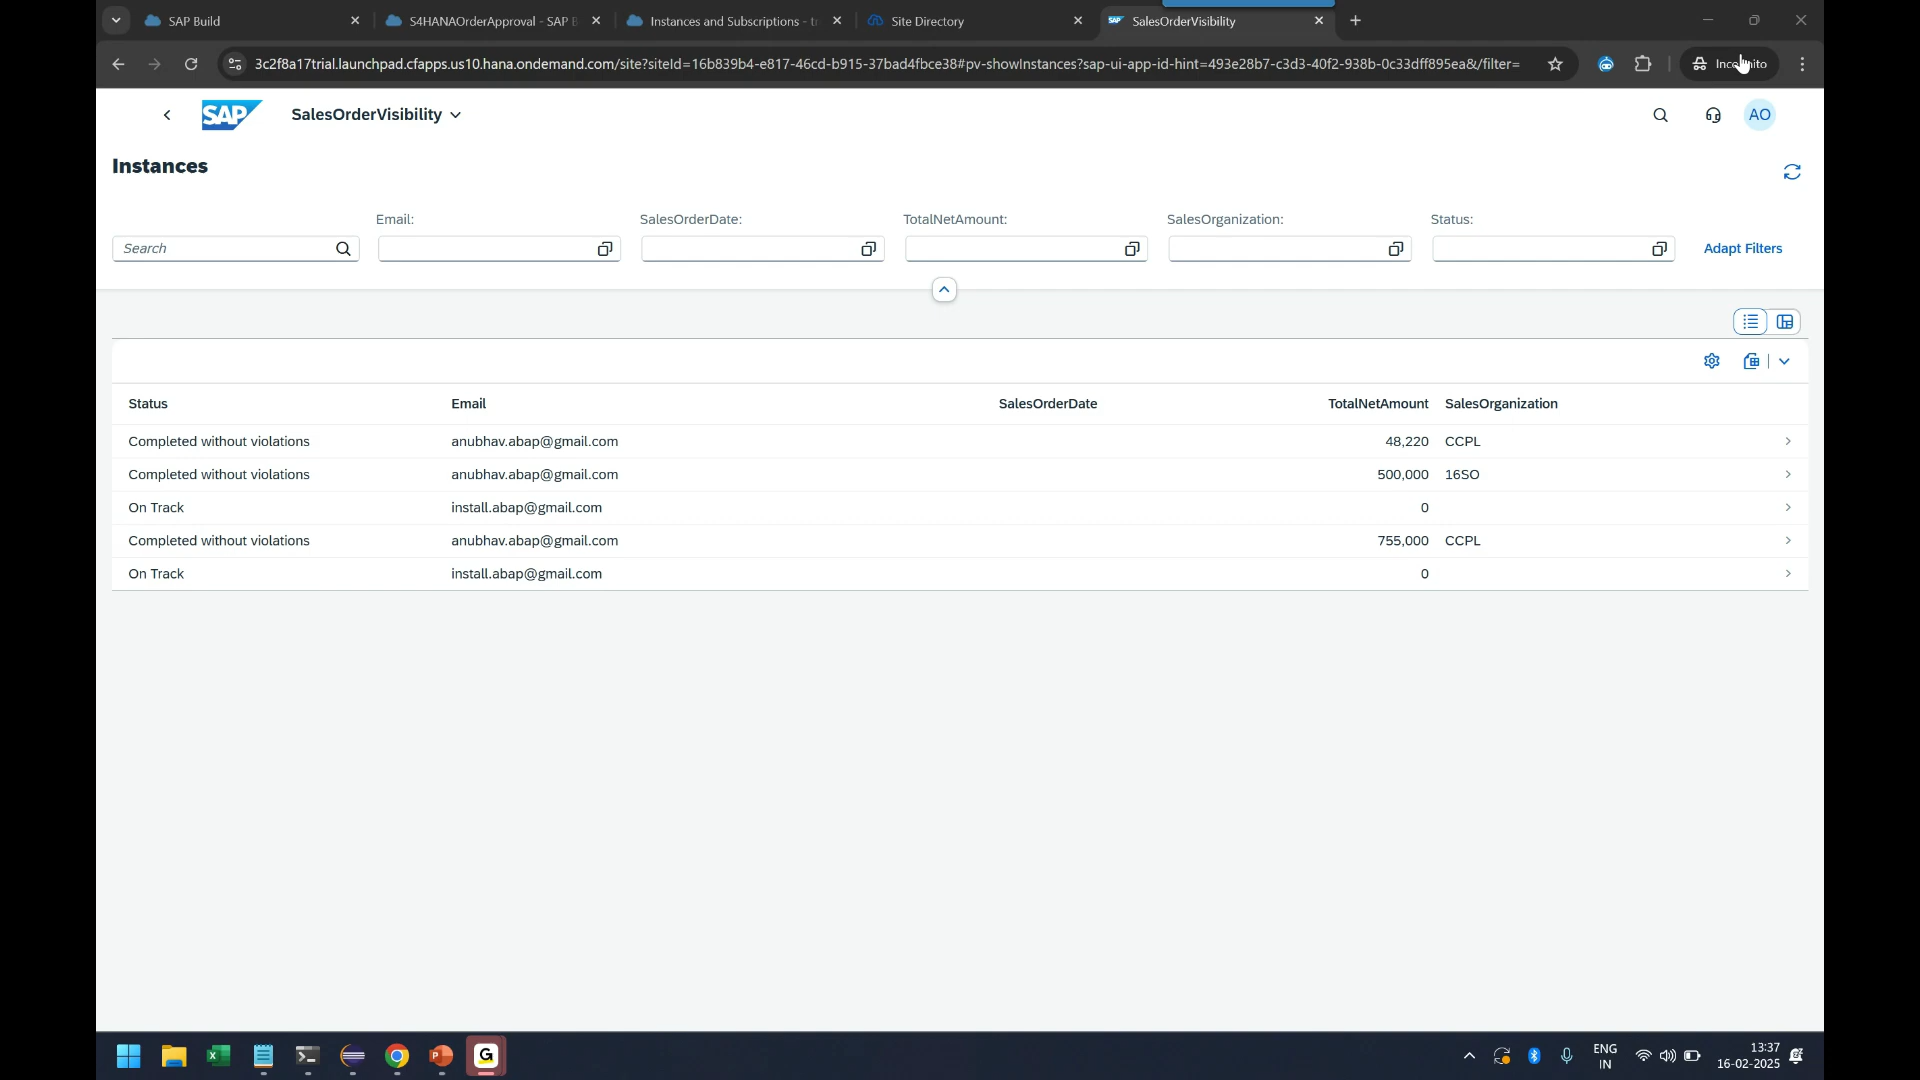 SAP Build
S4HANAOrderApproval - SAP B
Instances and Subscriptions - tr
Site Directory
SalesOrderVisibility
3c2f8a17trial.launchpad.cfapps.us10.hana.ondemand.com/site?siteId=16b839b4-e817-46cd-b915-37bad4fbce38#pv-showInstances?sap-ui-app-id-hint=493e28b7-c3d3-40f2-938b-0c33dff895ea&/filter=
Incognito
SAP
SalesOrderVisibility
AO
Instances
Email:
SalesOrderDate:
TotalNetAmount:
SalesOrganization:
Status:
Search
Adapt Filters
Status Email SalesOrderDate TotalNetAmount SalesOrganization
Completed without violations anubhav.abap@gmail.com 48,220 CCPL
Completed without violations anubhav.abap@gmail.com 500,000 16SO
On Track install.abap@gmail.com 0
Completed without violations anubhav.abap@gmail.com 755,000 CCPL
On Track install.abap@gmail.com 0
ENG
IN
13:37
16-02-2025